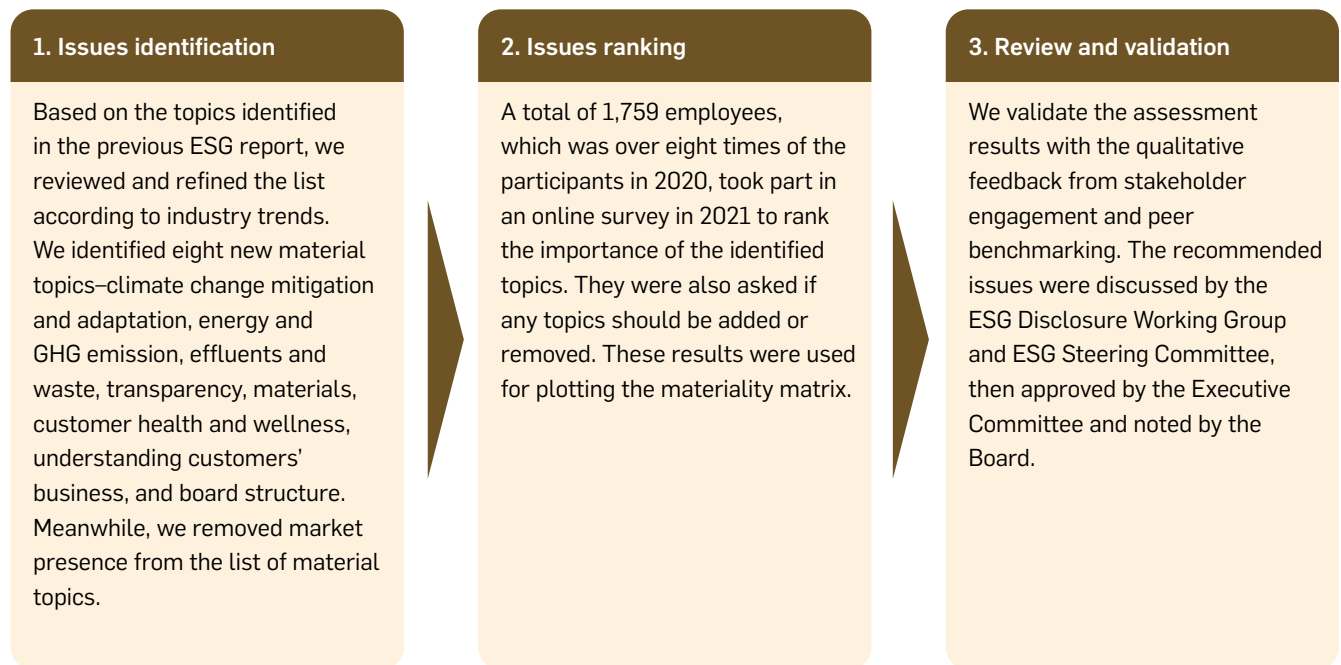 1. Issues identification
Based on the topics identified
in the previous ESG report, we
reviewed and refined the list
according to industry trends.
We identified eight new material
topics–climate change mitigation
and adaptation, energy and
GHG emission, effluents and
waste, transparency, materials,
customer health and wellness,
understanding customers’
business, and board structure.
Meanwhile, we removed market
presence from the list of material
topics.
2. Issues ranking
A total of 1,759 employees,
which was over eight times of the
participants in 2020, took part in
an online survey in 2021 to rank
the importance of the identified
topics. They were also asked if
any topics should be added or
removed. These results were used
for plotting the materiality matrix.
3. Review and validation
We validate the assessment
results with the qualitative
feedback from stakeholder
engagement and peer
benchmarking. The recommended
issues were discussed by the
ESG Disclosure Working Group
and ESG Steering Committee,
then approved by the Executive
Committee and noted by the
Board.